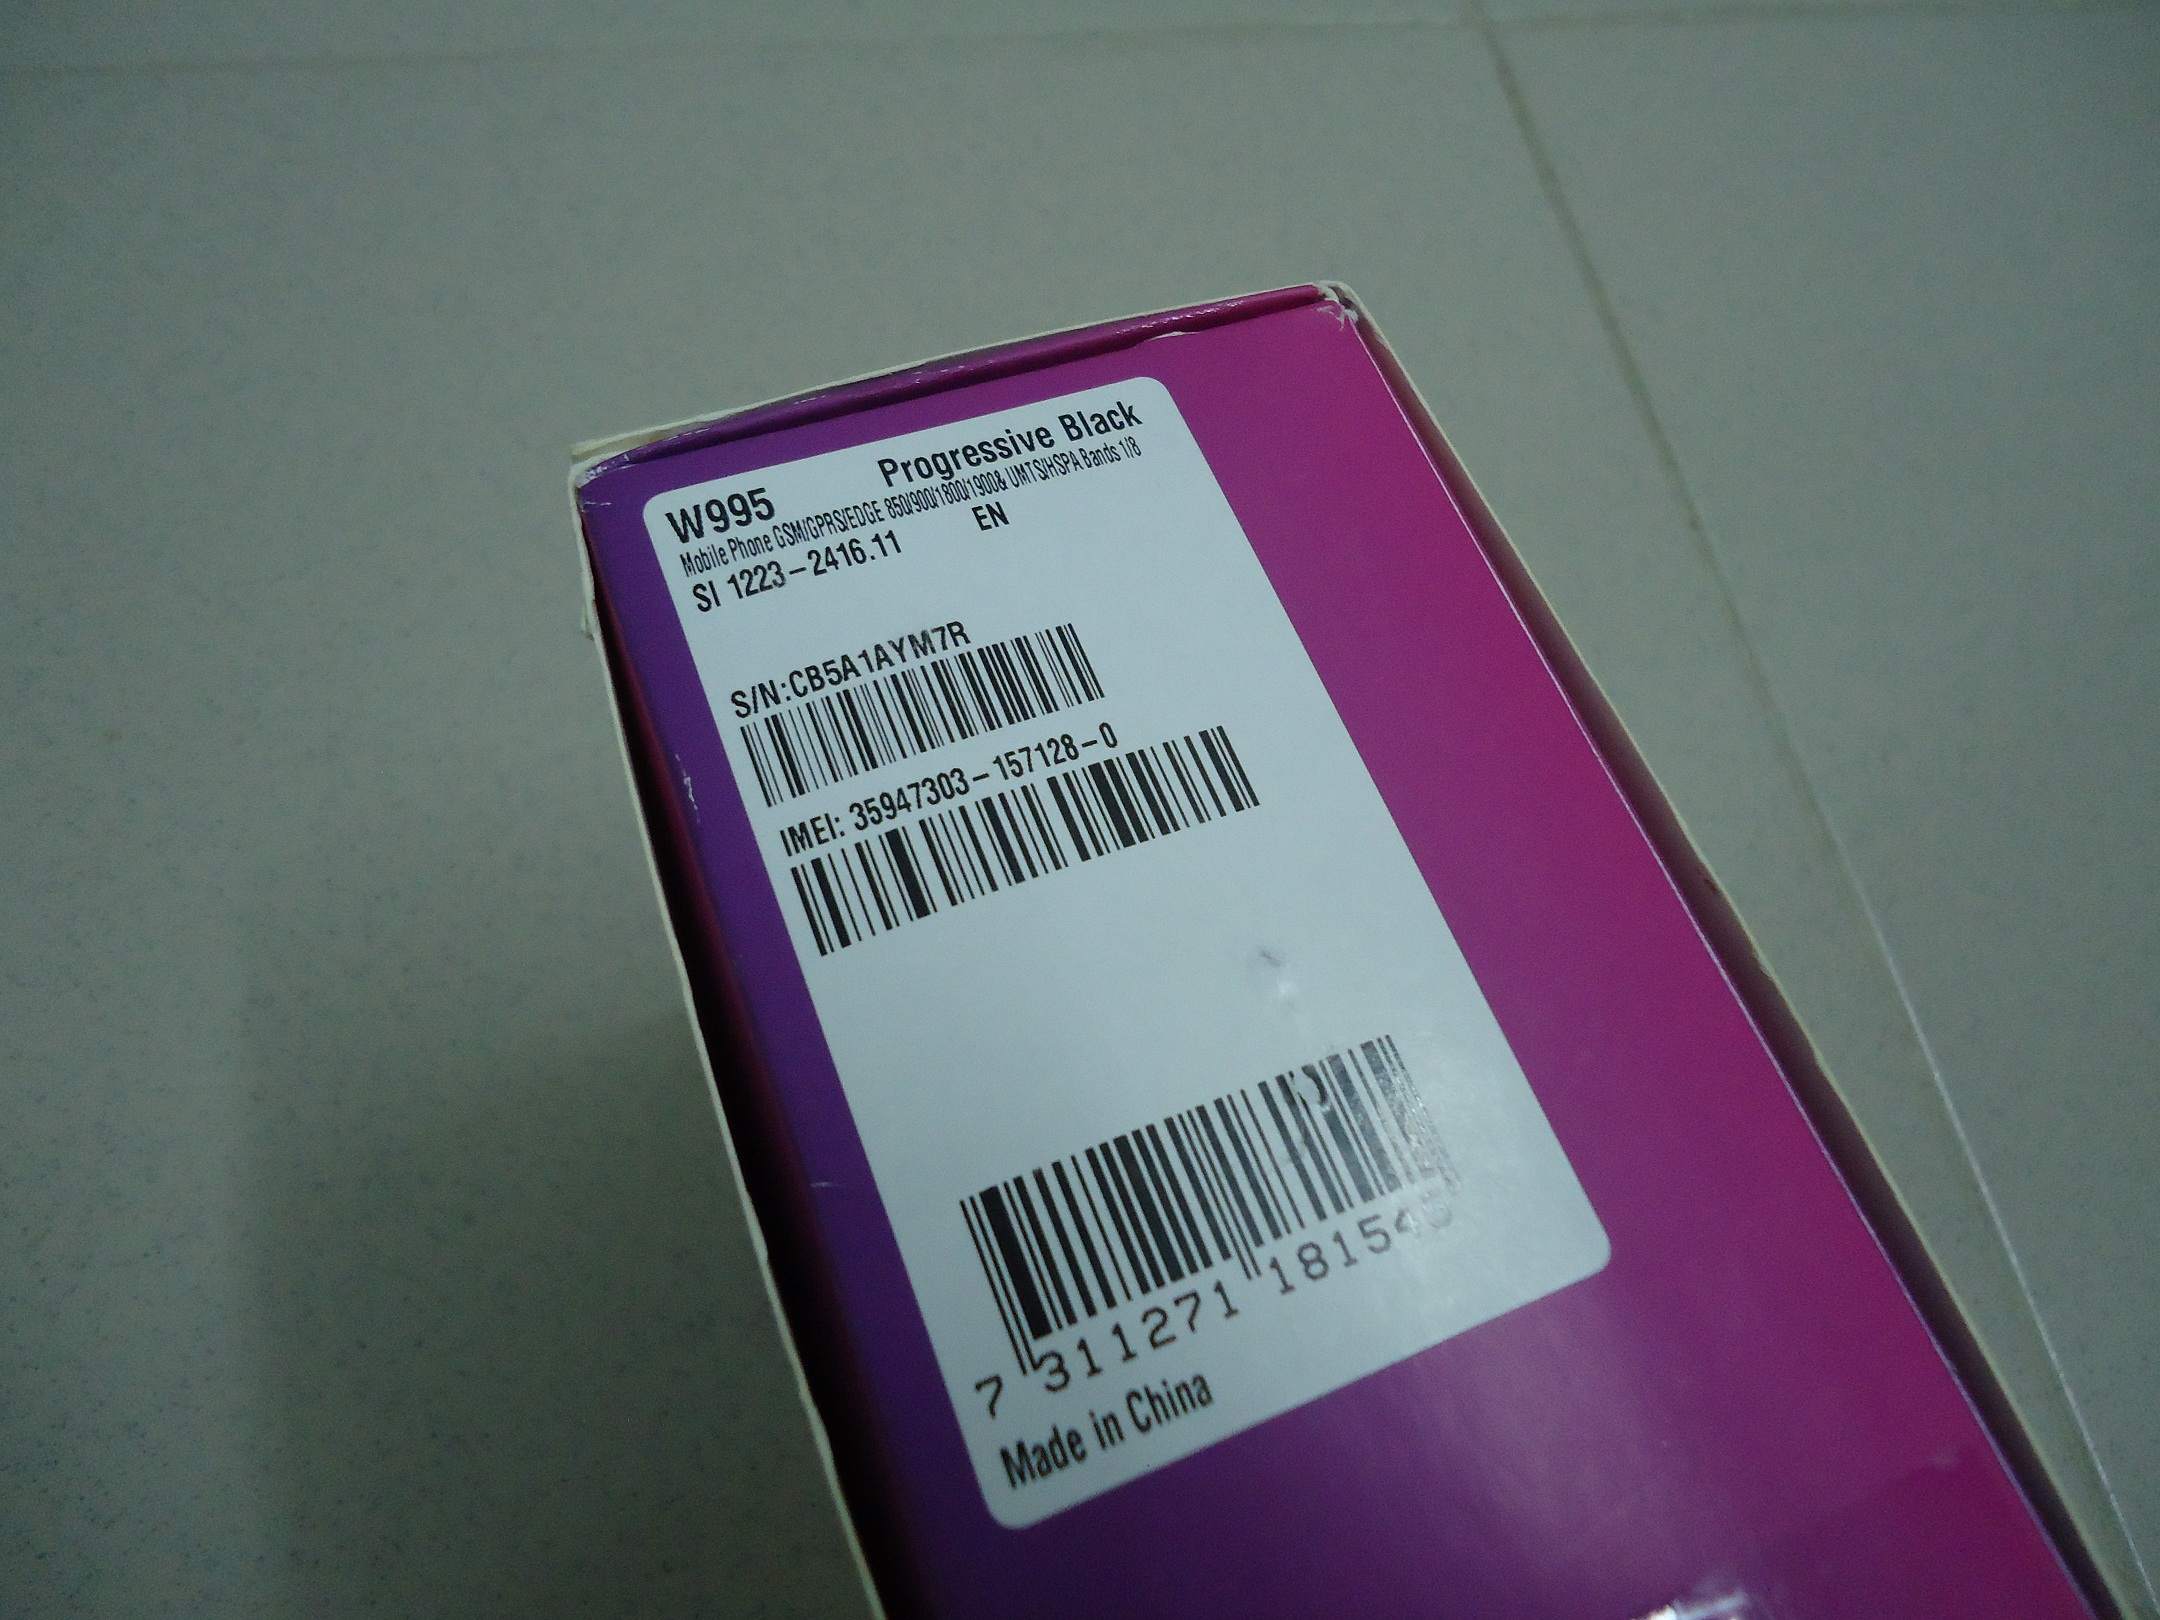 W995 Progressive Black
Mobile Phone GSM/GPRS/EDGE 850/900/1800/1900& UMTS/HSPA Bands 1/8
SI 1223-2416.11 EN
S/N:CB5A1AYM7R
IMEI: 35947303-157128-0
7 311271 181545
Made in China